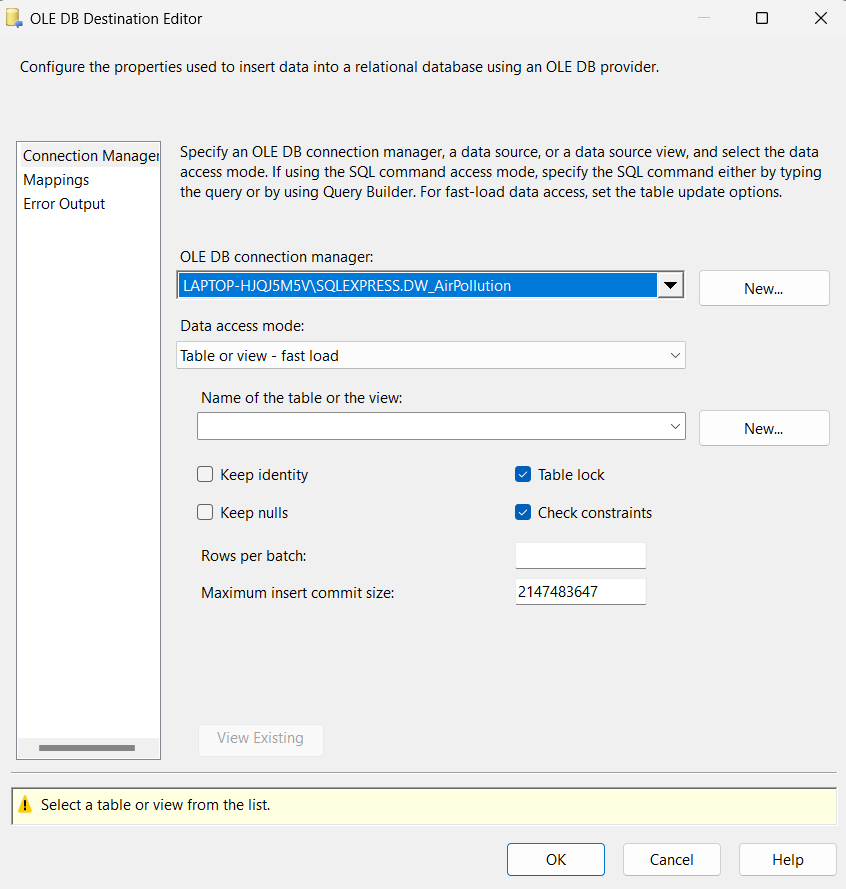 OLE DB Destination Editor
Configure the properties used to insert data into a relational database using an OLE DB provider.
Connection Manager
Mappings
Error Output
Specify an OLE DB connection manager, a data source, or a data source view, and select the data
access mode. If using the SQL command access mode, specify the SQL command either by typing
the query or by using Query Builder. For fast-load data access, set the table update options.
OLE DB connection manager:
LAPTOP-HJQJ5M5V\SQLEXPRESS.DW_AirPollution
New...
Data access mode:
Table or view - fast load
Name of the table or the view:
New...
Keep identity
Table lock
Keep nulls
Check constraints
Rows per batch:
Maximum insert commit size:
2147483647
View Existing
Select a table or view from the list.
OK
Cancel
Help